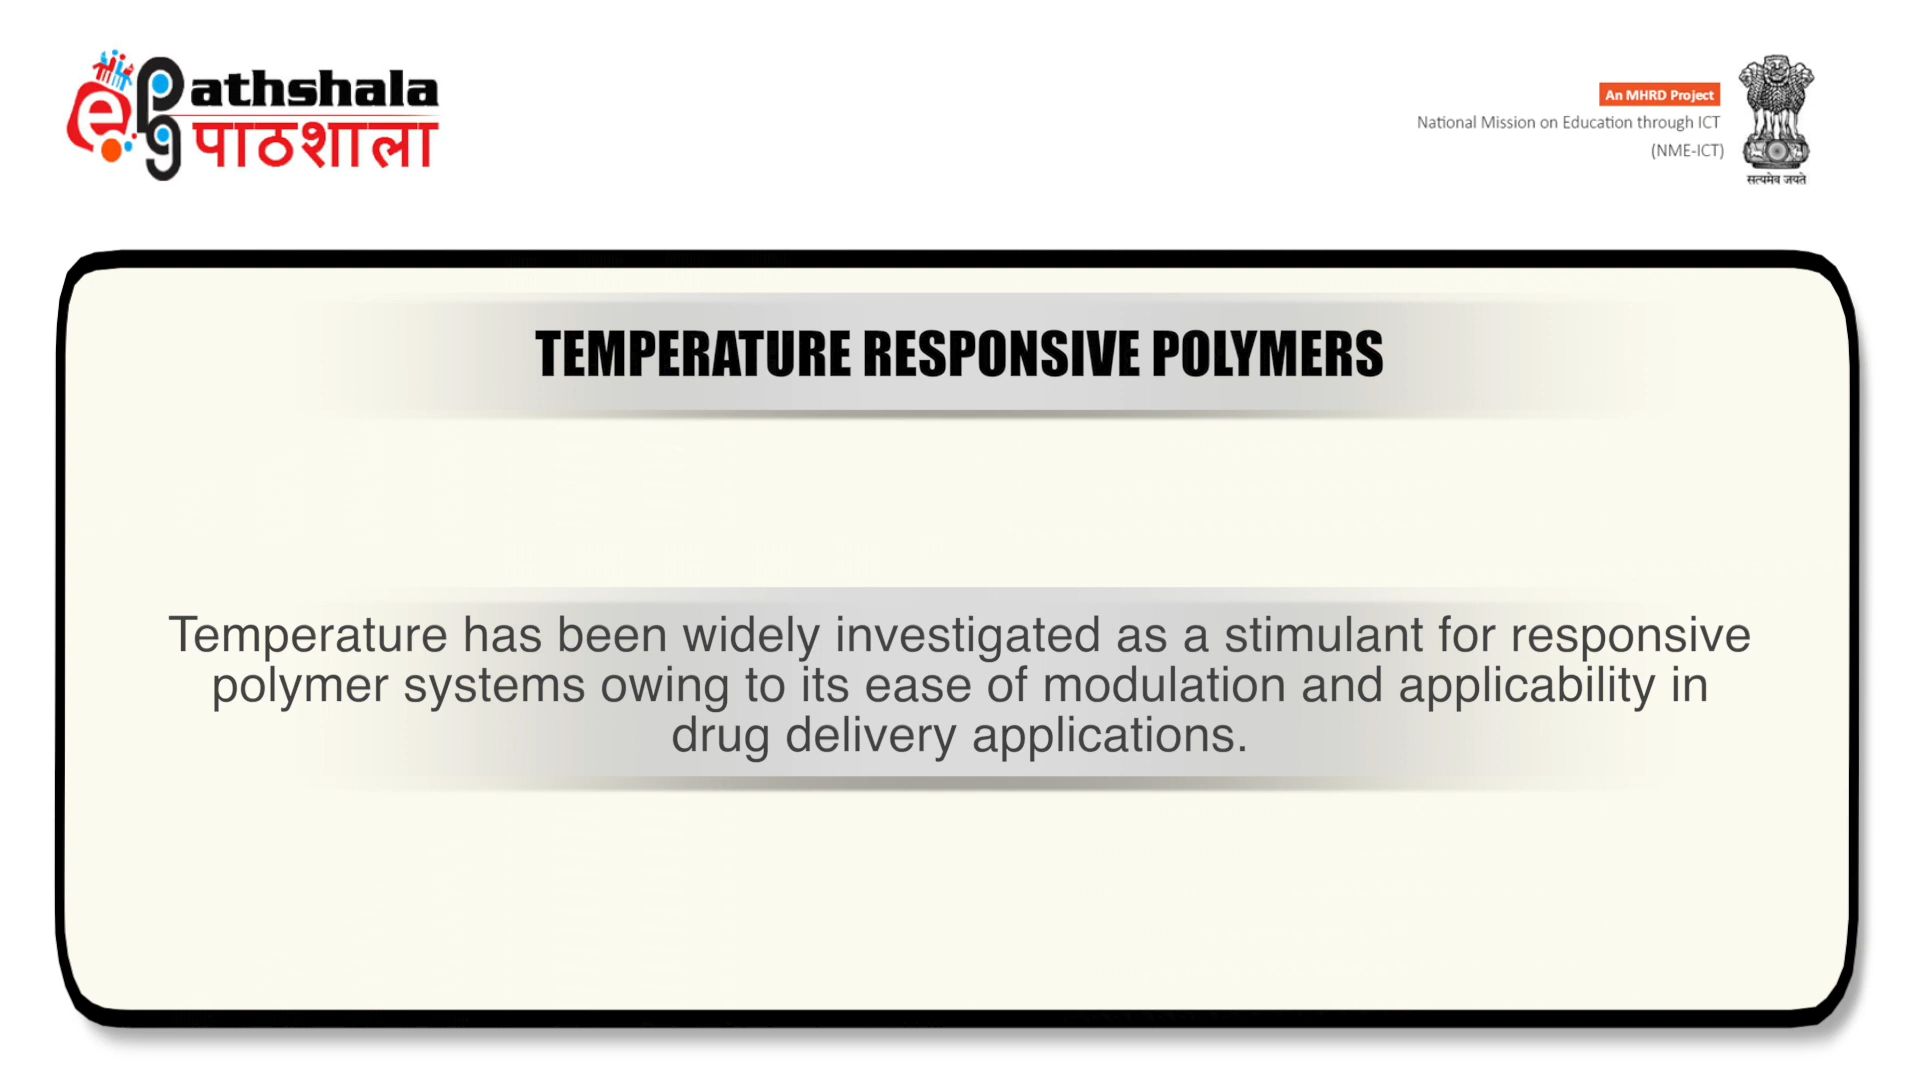 ePG Pathshala
पाठशाला
An MHRD Project
National Mission on Education through ICT
(NME-ICT)
सत्यमेव जयते
TEMPERATURE RESPONSIVE POLYMERS
Temperature has been widely investigated as a stimulant for responsive
polymer systems owing to its ease of modulation and applicability in
drug delivery applications.